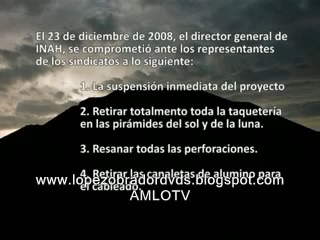 El 23 de diciembre de 2008, el director general de
INAH, se comprometió ante los representantes
de los sindicatos a lo siguiente:
1. La suspensión inmediata del proyecto
2. Retirar totalmento toda la taquetería
en las pirámides del sol y de la luna.
3. Resanar todas las perforaciones.
4. Retirar las canaletas de aluminio para
el cableado.
www.lopezobradordvds.blogspot.com
AMLOTV